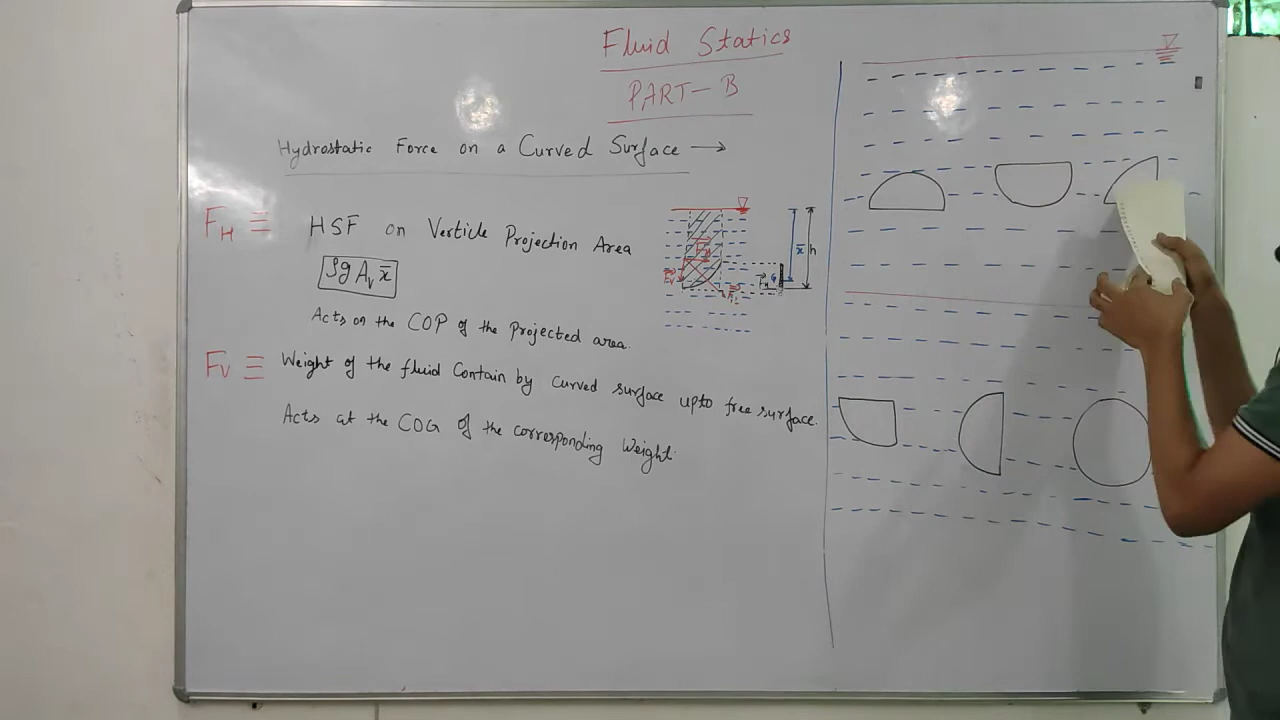 Fluid Statics
PART-B
Hydrostatic Force on a Curved Surface →
F_H ≡ HSF on Verticle Projection Area
ρg A_v x̄
Acts on the COP of the Projected area.
F_V ≡ Weight of the fluid Contain by curved surface upto free surface.
Acts at the COG of the corresponding Weight.
x̄ h